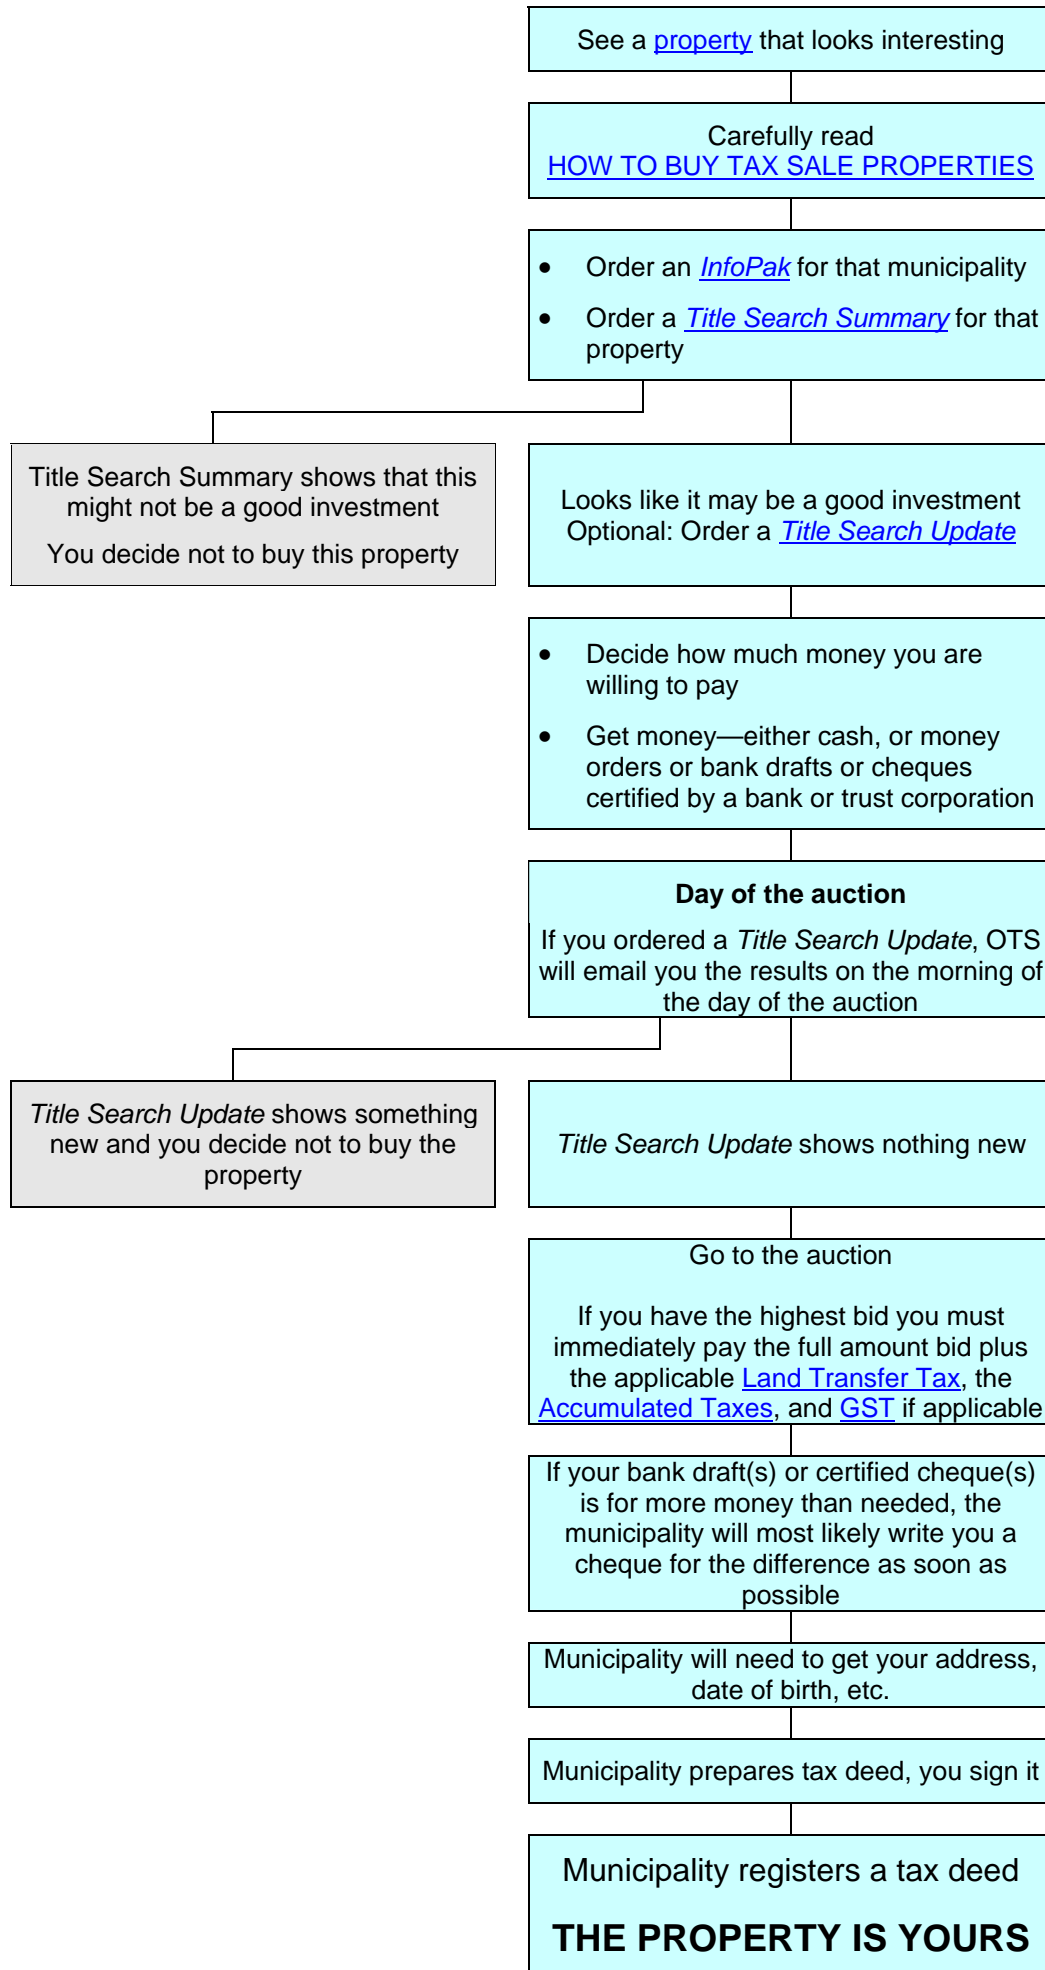 See a property that looks interesting
Carefully read
HOW TO BUY TAX SALE PROPERTIES
• Order an InfoPak for that municipality
• Order a Title Search Summary for that
property
Title Search Summary shows that this
might not be a good investment
You decide not to buy this property
Looks like it may be a good investment
Optional: Order a Title Search Update
• Decide how much money you are
willing to pay
• Get money—either cash, or money
orders or bank drafts or cheques
certified by a bank or trust corporation
Day of the auction
If you ordered a Title Search Update, OTS
will email you the results on the morning of
the day of the auction
Title Search Update shows something
new and you decide not to buy the
property
Title Search Update shows nothing new
Go to the auction
If you have the highest bid you must
immediately pay the full amount bid plus
the applicable Land Transfer Tax, the
Accumulated Taxes, and GST if applicable
If your bank draft(s) or certified cheque(s)
is for more money than needed, the
municipality will most likely write you a
cheque for the difference as soon as
possible
Municipality will need to get your address,
date of birth, etc.
Municipality prepares tax deed, you sign it
Municipality registers a tax deed
THE PROPERTY IS YOURS